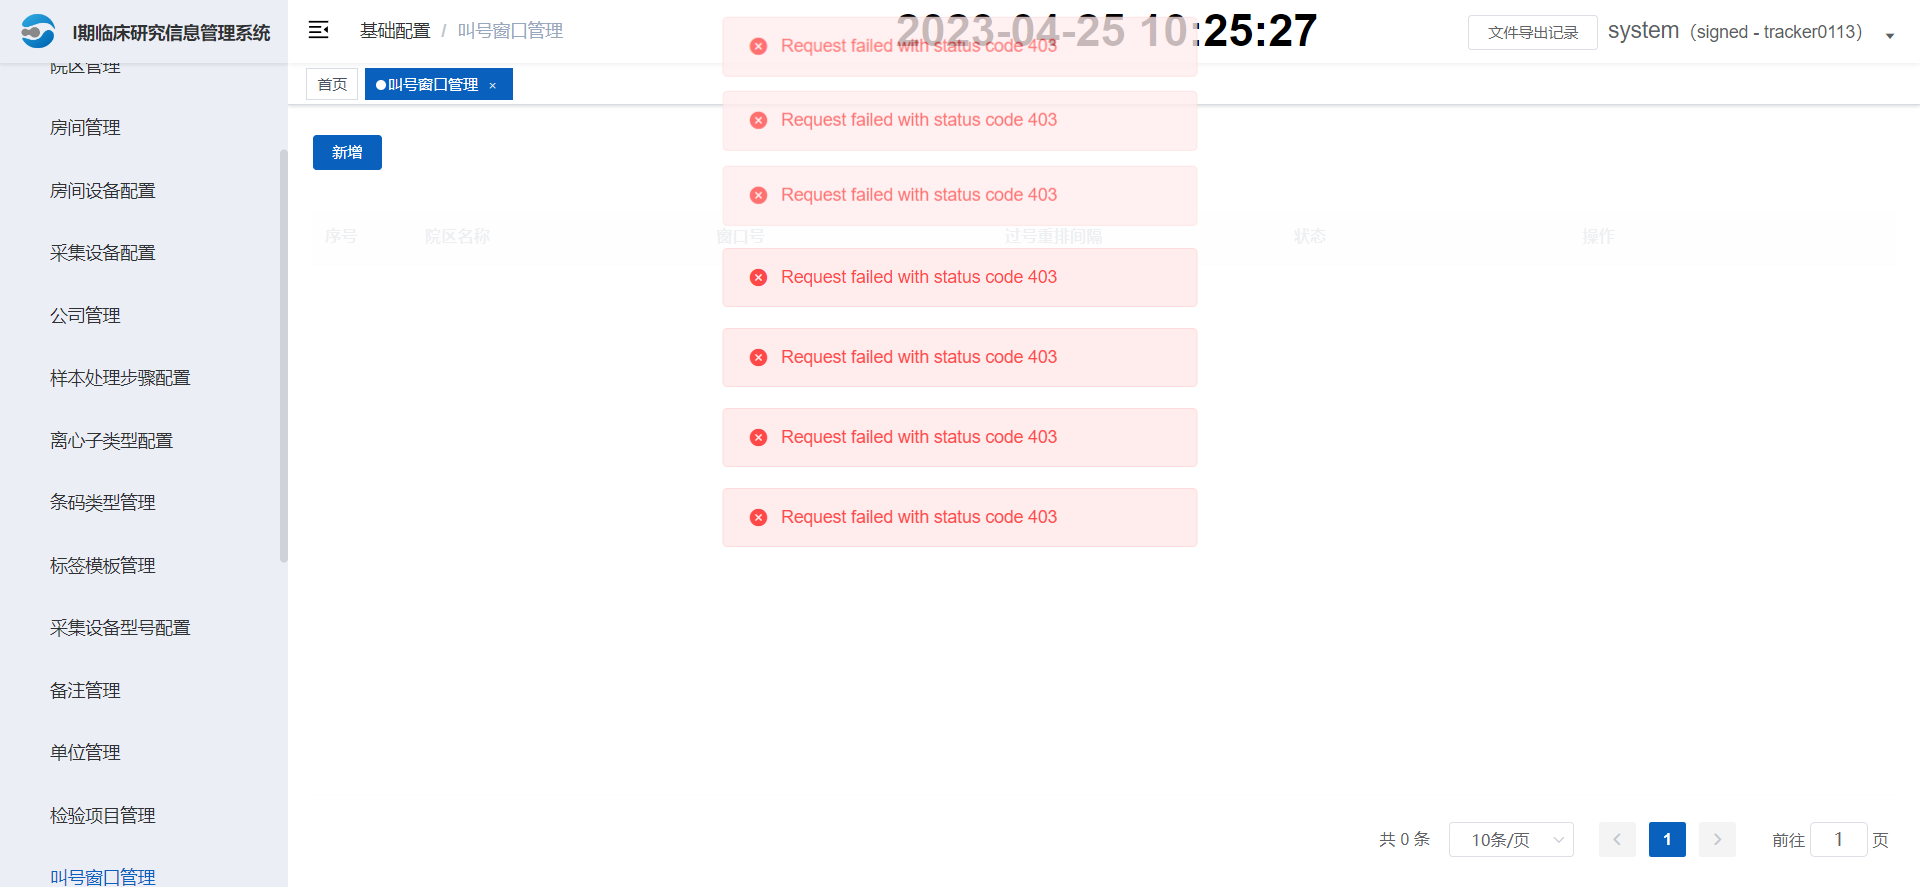 I期临床研究信息管理系统
基础配置 / 叫号窗口管理
2023-04-25 10:25:27
文件导出记录
system（signed - tracker0113）
首页
叫号窗口管理 ×
院区管理
房间管理
房间设备配置
采集设备配置
公司管理
样本处理步骤配置
离心子类型配置
条码类型管理
标签模板管理
采集设备型号配置
备注管理
单位管理
检验项目管理
叫号窗口管理
新增
序号 院区名称 窗口号 过号重排间隔 状态 操作
Request failed with status code 403
Request failed with status code 403
Request failed with status code 403
Request failed with status code 403
Request failed with status code 403
Request failed with status code 403
Request failed with status code 403
共 0 条 10条/页 1 前往 1 页